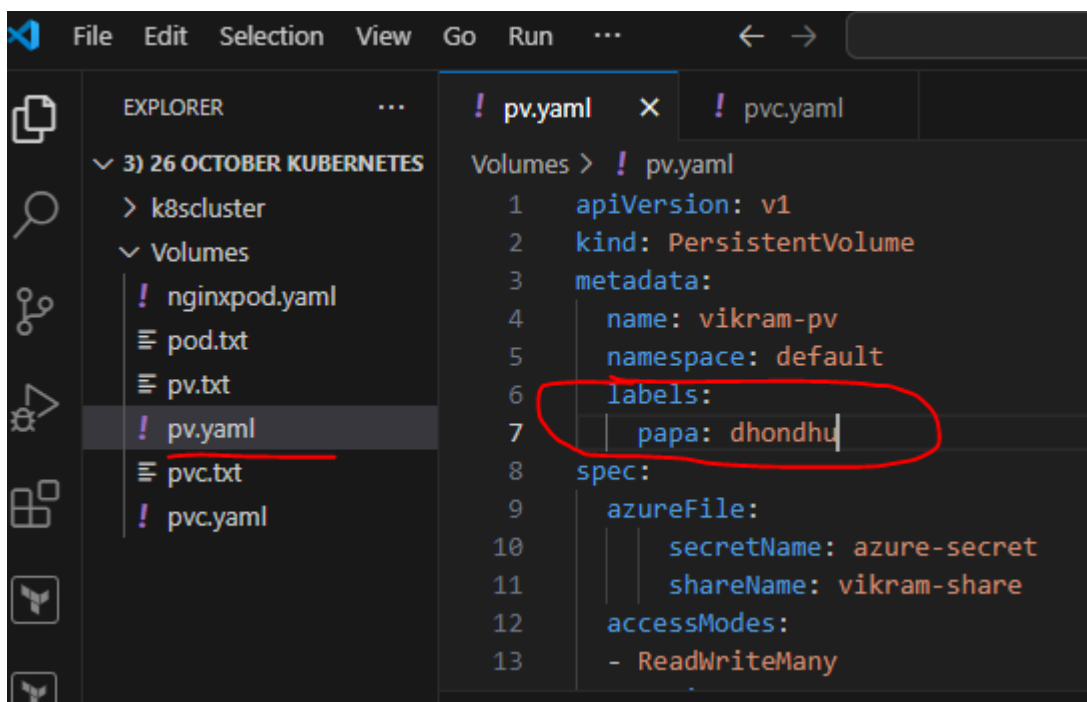 File Edit Selection View Go Run ...
EXPLORER ...
3) 26 OCTOBER KUBERNETES
k8scluster
Volumes
! nginxpod.yaml
pod.txt
pv.txt
! pv.yaml
pvc.txt
! pvc.yaml
! pv.yaml × ! pvc.yaml
Volumes > ! pv.yaml
1 apiVersion: v1
2 kind: PersistentVolume
3 metadata:
4 name: vikram-pv
5 namespace: default
6 labels:
7 papa: dhondhu
8 spec:
9 azureFile:
10 secretName: azure-secret
11 shareName: vikram-share
12 accessModes:
13 - ReadWriteMany